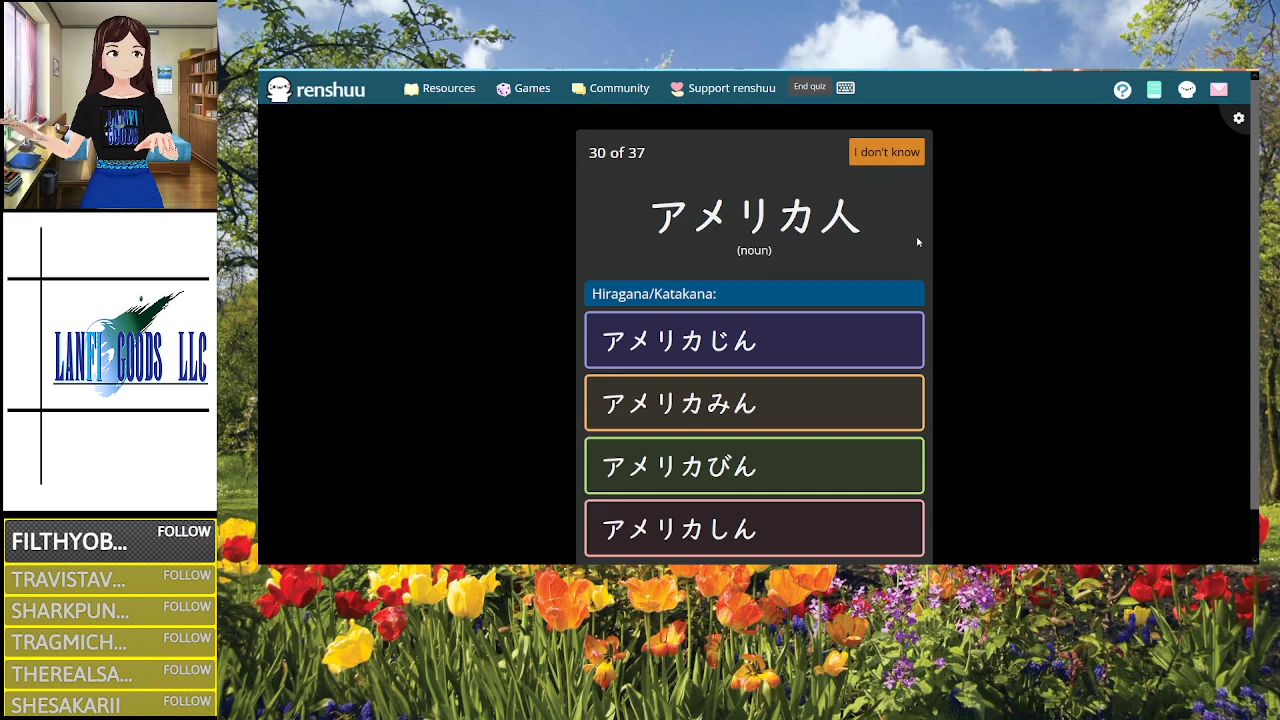 LANFI
GOODS
LANFI GOODS LLC
FILTHYOB... FOLLOW
TRAVISTAV... FOLLOW
SHARKPUN... FOLLOW
TRAGMICH... FOLLOW
THEREALSA... FOLLOW
SHESAKARII FOLLOW
renshuu Resources Games Community Support renshuu End quiz
30 of 37 I don't know
アメリカ人
(noun)
Hiragana/Katakana:
アメリカじん
アメリカみん
アメリカびん
アメリカしん